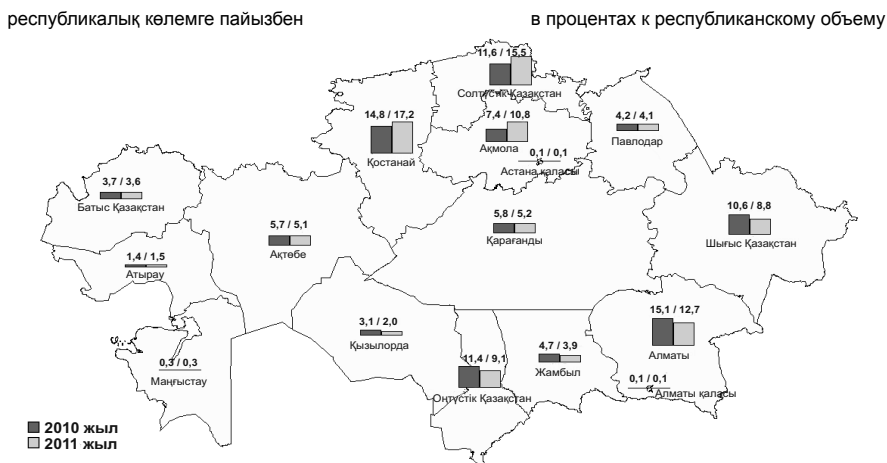 республикалық көлемге пайызбен
в процентах к республиканскому объему
11,6 / 15,5
Солтүстік Қазақстан
14,8 / 17,2
Қостанай
7,4 / 10,8
Ақмола
0,1 / 0,1
Астана қаласы
4,2 / 4,1
Павлодар
3,7 / 3,6
Батыс Қазақстан
5,7 / 5,1
Ақтөбе
5,8 / 5,2
Қарағанды
10,6 / 8,8
Шығыс Қазақстан
1,4 / 1,5
Атырау
3,1 / 2,0
Қызылорда
0,3 / 0,3
Маңғыстау
11,4 / 9,1
Оңтүстік Қазақстан
4,7 / 3,9
Жамбыл
15,1 / 12,7
Алматы
0,1 / 0,1
Алматы қаласы
2010 жыл
2011 жыл